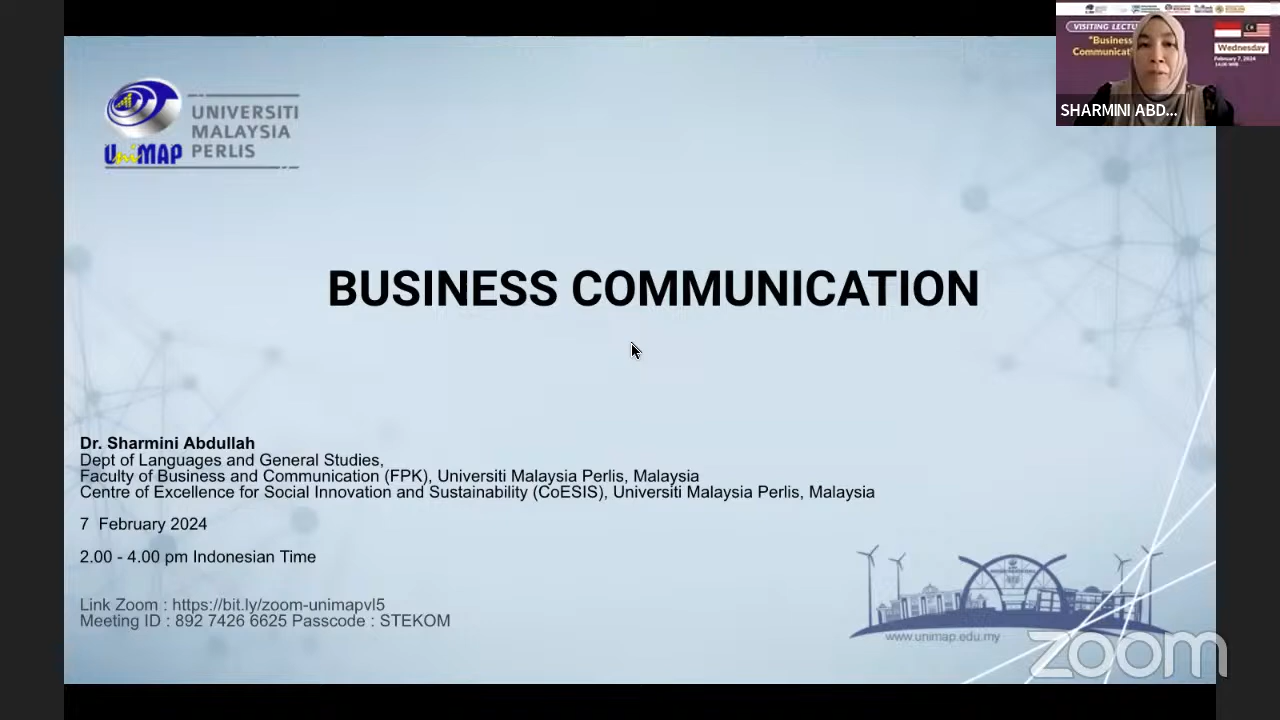 UNIVERSITI
MALAYSIA
PERLIS
UniMAP
BUSINESS COMMUNICATION
Dr. Sharmini Abdullah
Dept of Languages and General Studies,
Faculty of Business and Communication (FPK), Universiti Malaysia Perlis, Malaysia
Centre of Excellence for Social Innovation and Sustainability (CoESIS), Universiti Malaysia Perlis, Malaysia
7 February 2024
2.00 - 4.00 pm Indonesian Time
Link Zoom : https://bit.ly/zoom-unimapvl5
Meeting ID : 892 7426 6625 Passcode : STEKOM
www.unimap.edu.my
zoom
VISITING LECTU
"Business
Communicat
Wednesday
February 7, 2024
SHARMINI ABD...